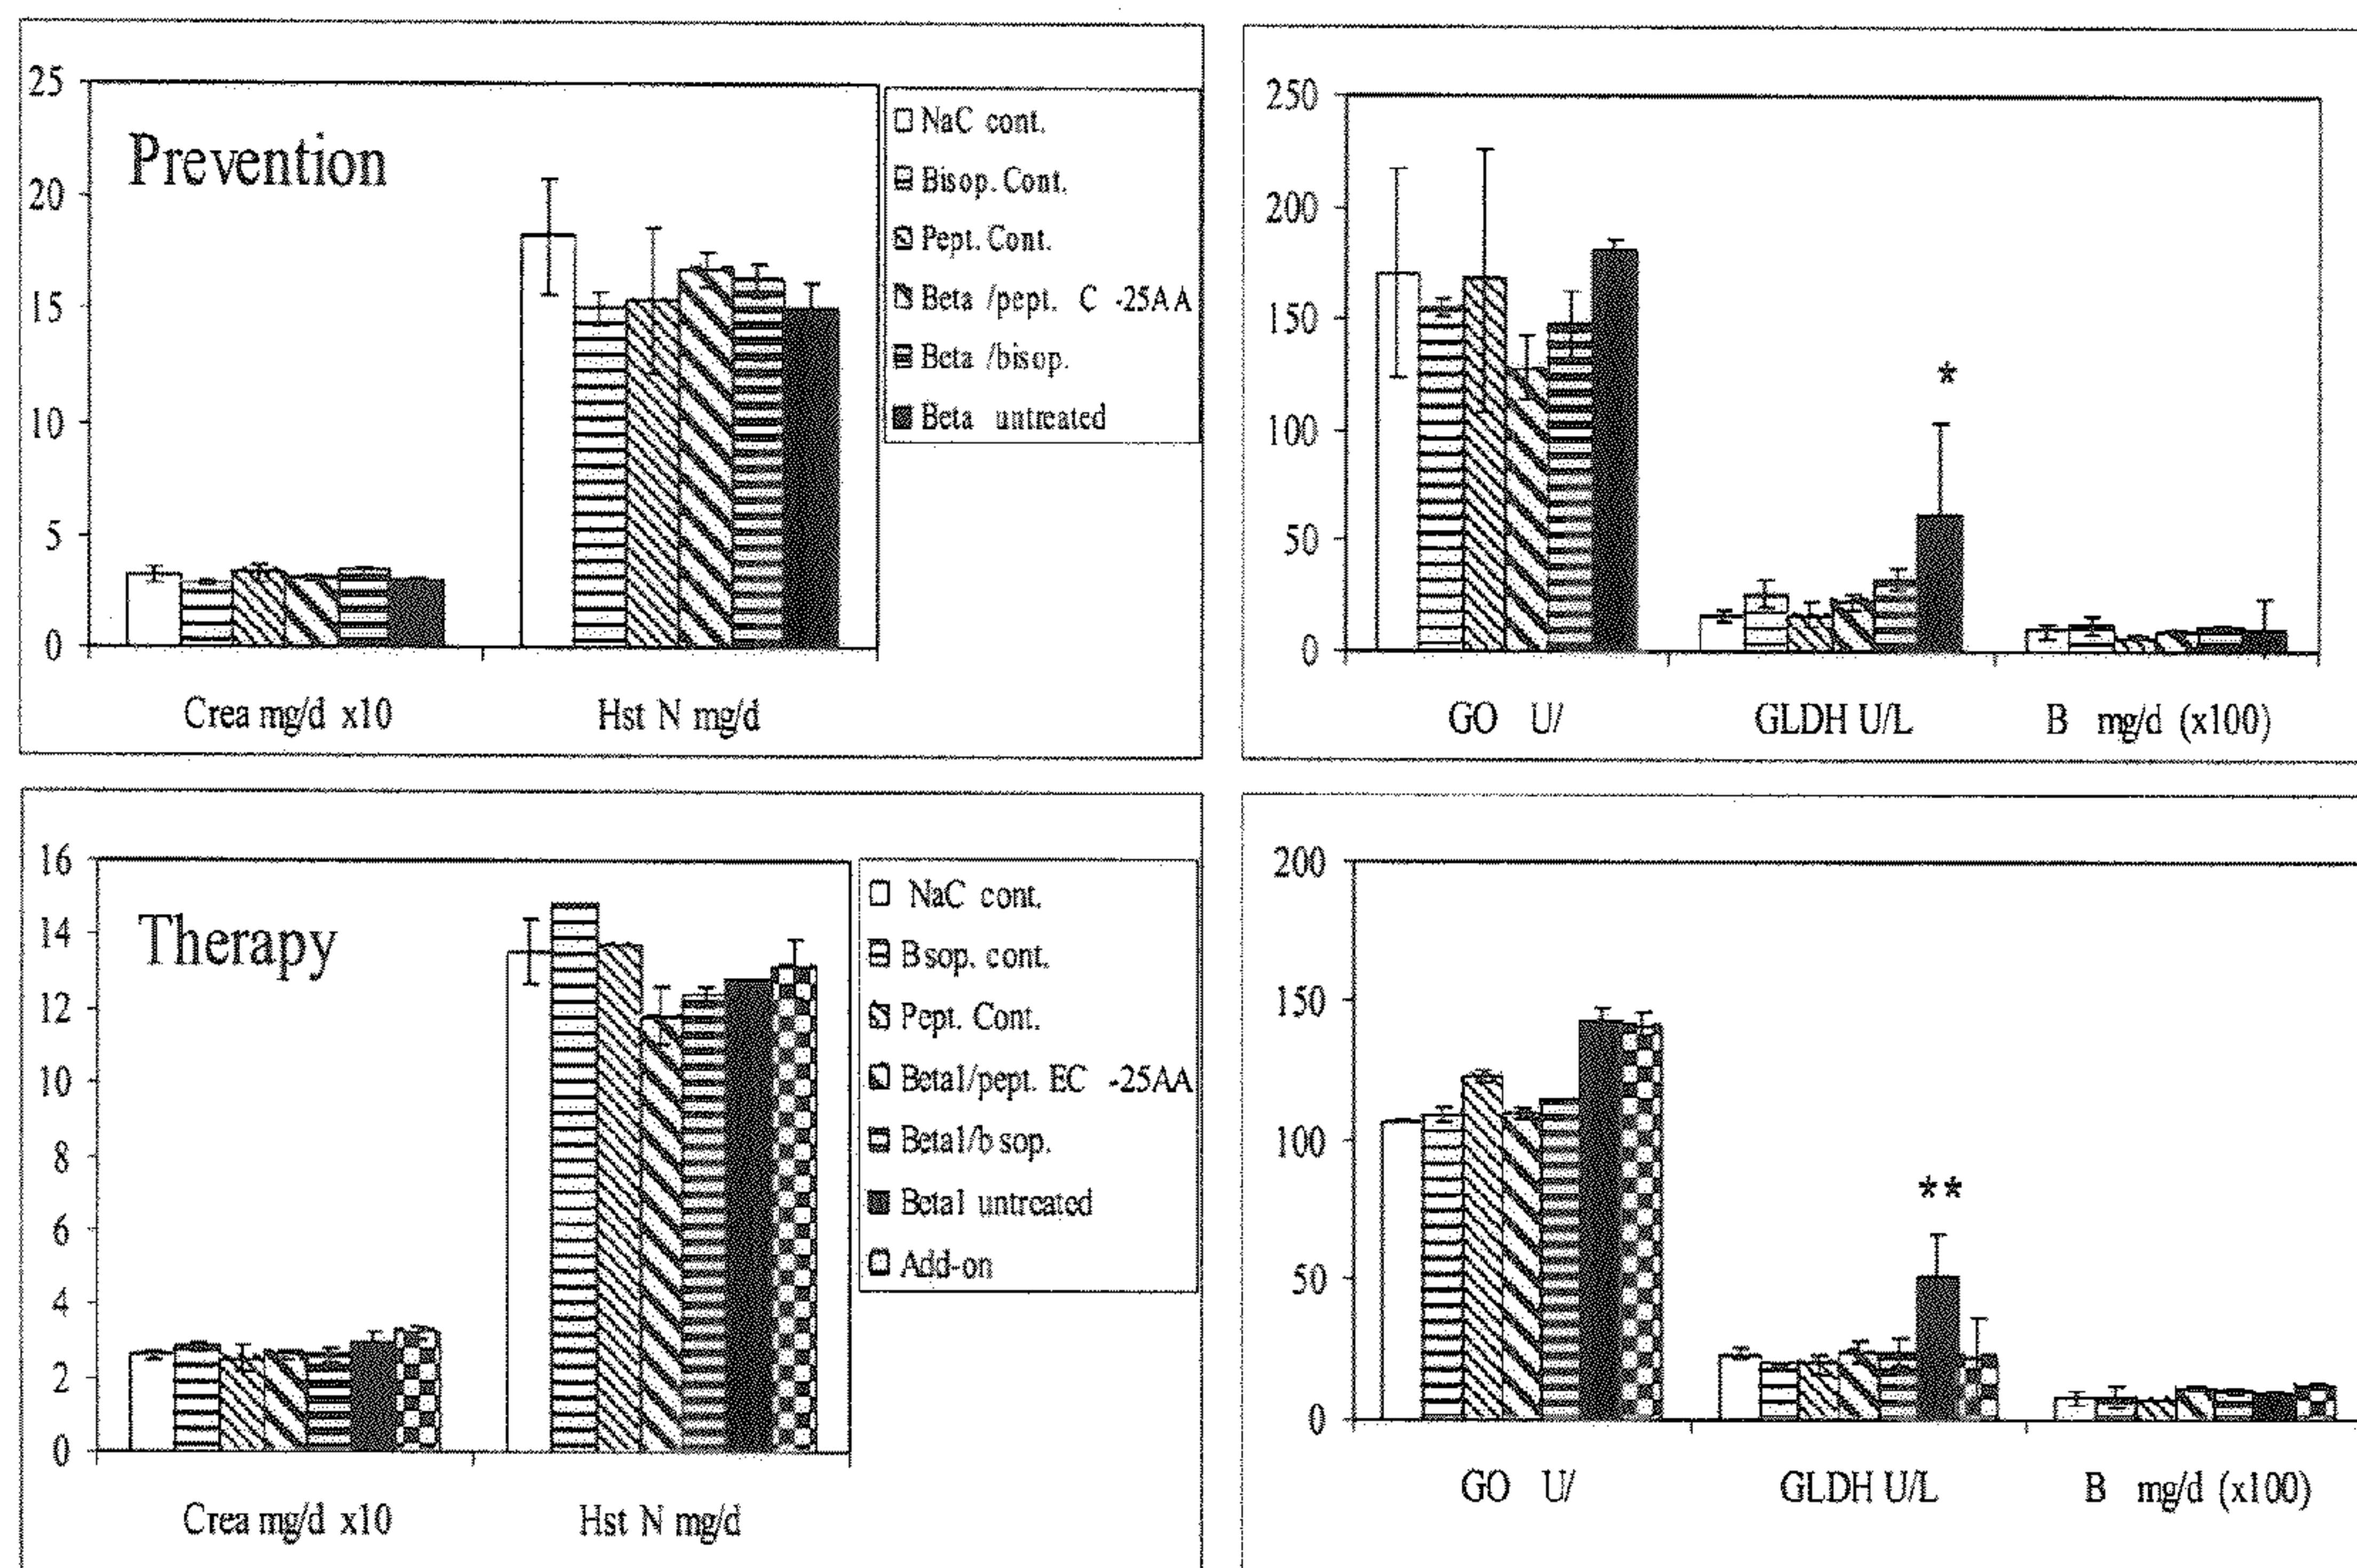 25
20
15
10
5
0
Prevention
Crea mg/d x10
Hst N mg/d
NaC cont.
Bisop. Cont.
Pept. Cont.
Beta /pept. C -25AA
Beta /bisop.
Beta untreated
250
200
150
100
50
0
*
GO U/
GLDH U/L
B mg/d (x100)
16
14
12
10
8
6
4
2
0
Therapy
Crea mg/d x10
Hst N mg/d
NaC cont.
B sop. cont.
Pept. Cont.
Beta1/pept. EC -25AA
Beta1/b sop.
Beta1 untreated
Add-on
200
150
100
50
0
**
GO U/
GLDH U/L
B mg/d (x100)